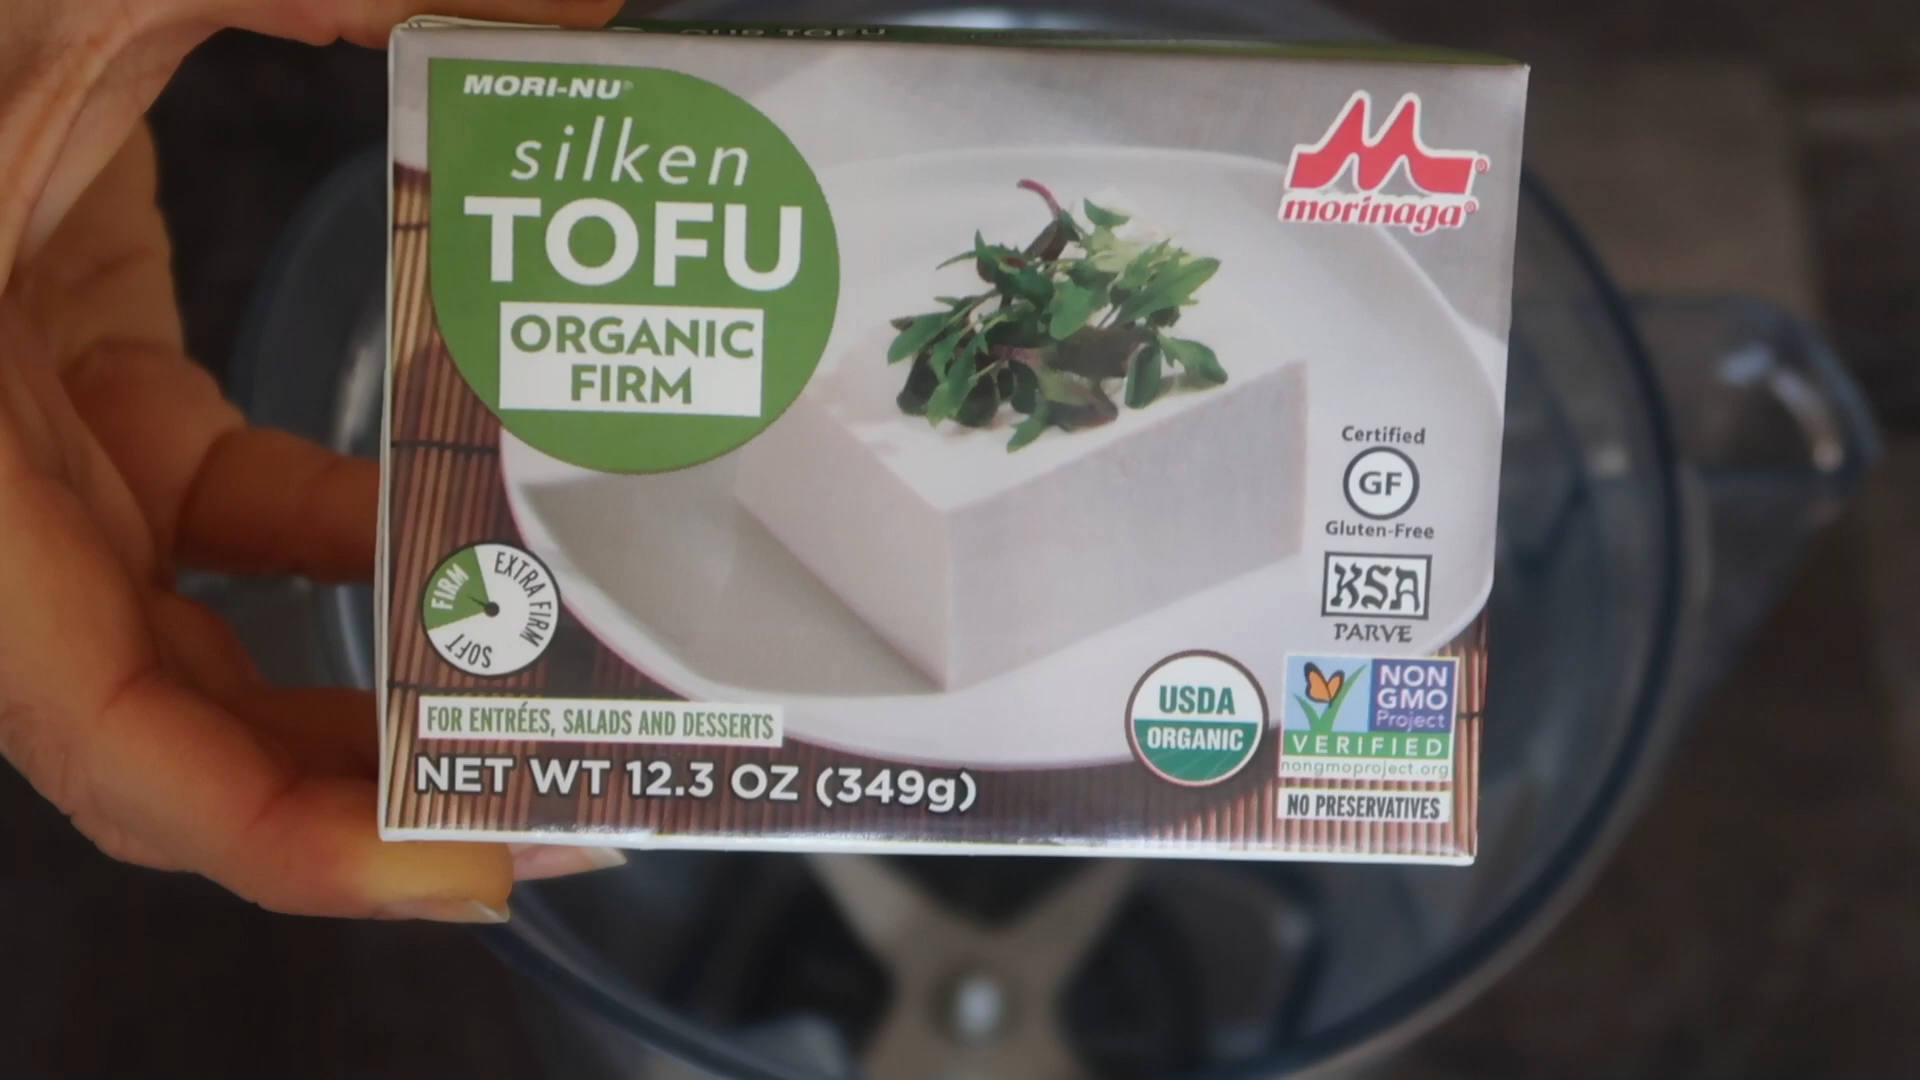 MORI-NU®
silken
TOFU
ORGANIC
FIRM
morinaga®
Certified
GF
Gluten-Free
KSA
PARVE
FIRM
EXTRA FIRM
SOFT
USDA
ORGANIC
NON
GMO
Project
VERIFIED
nongmoproject.org
NO PRESERVATIVES
FOR ENTRÉES, SALADS AND DESSERTS
NET WT 12.3 OZ (349g)